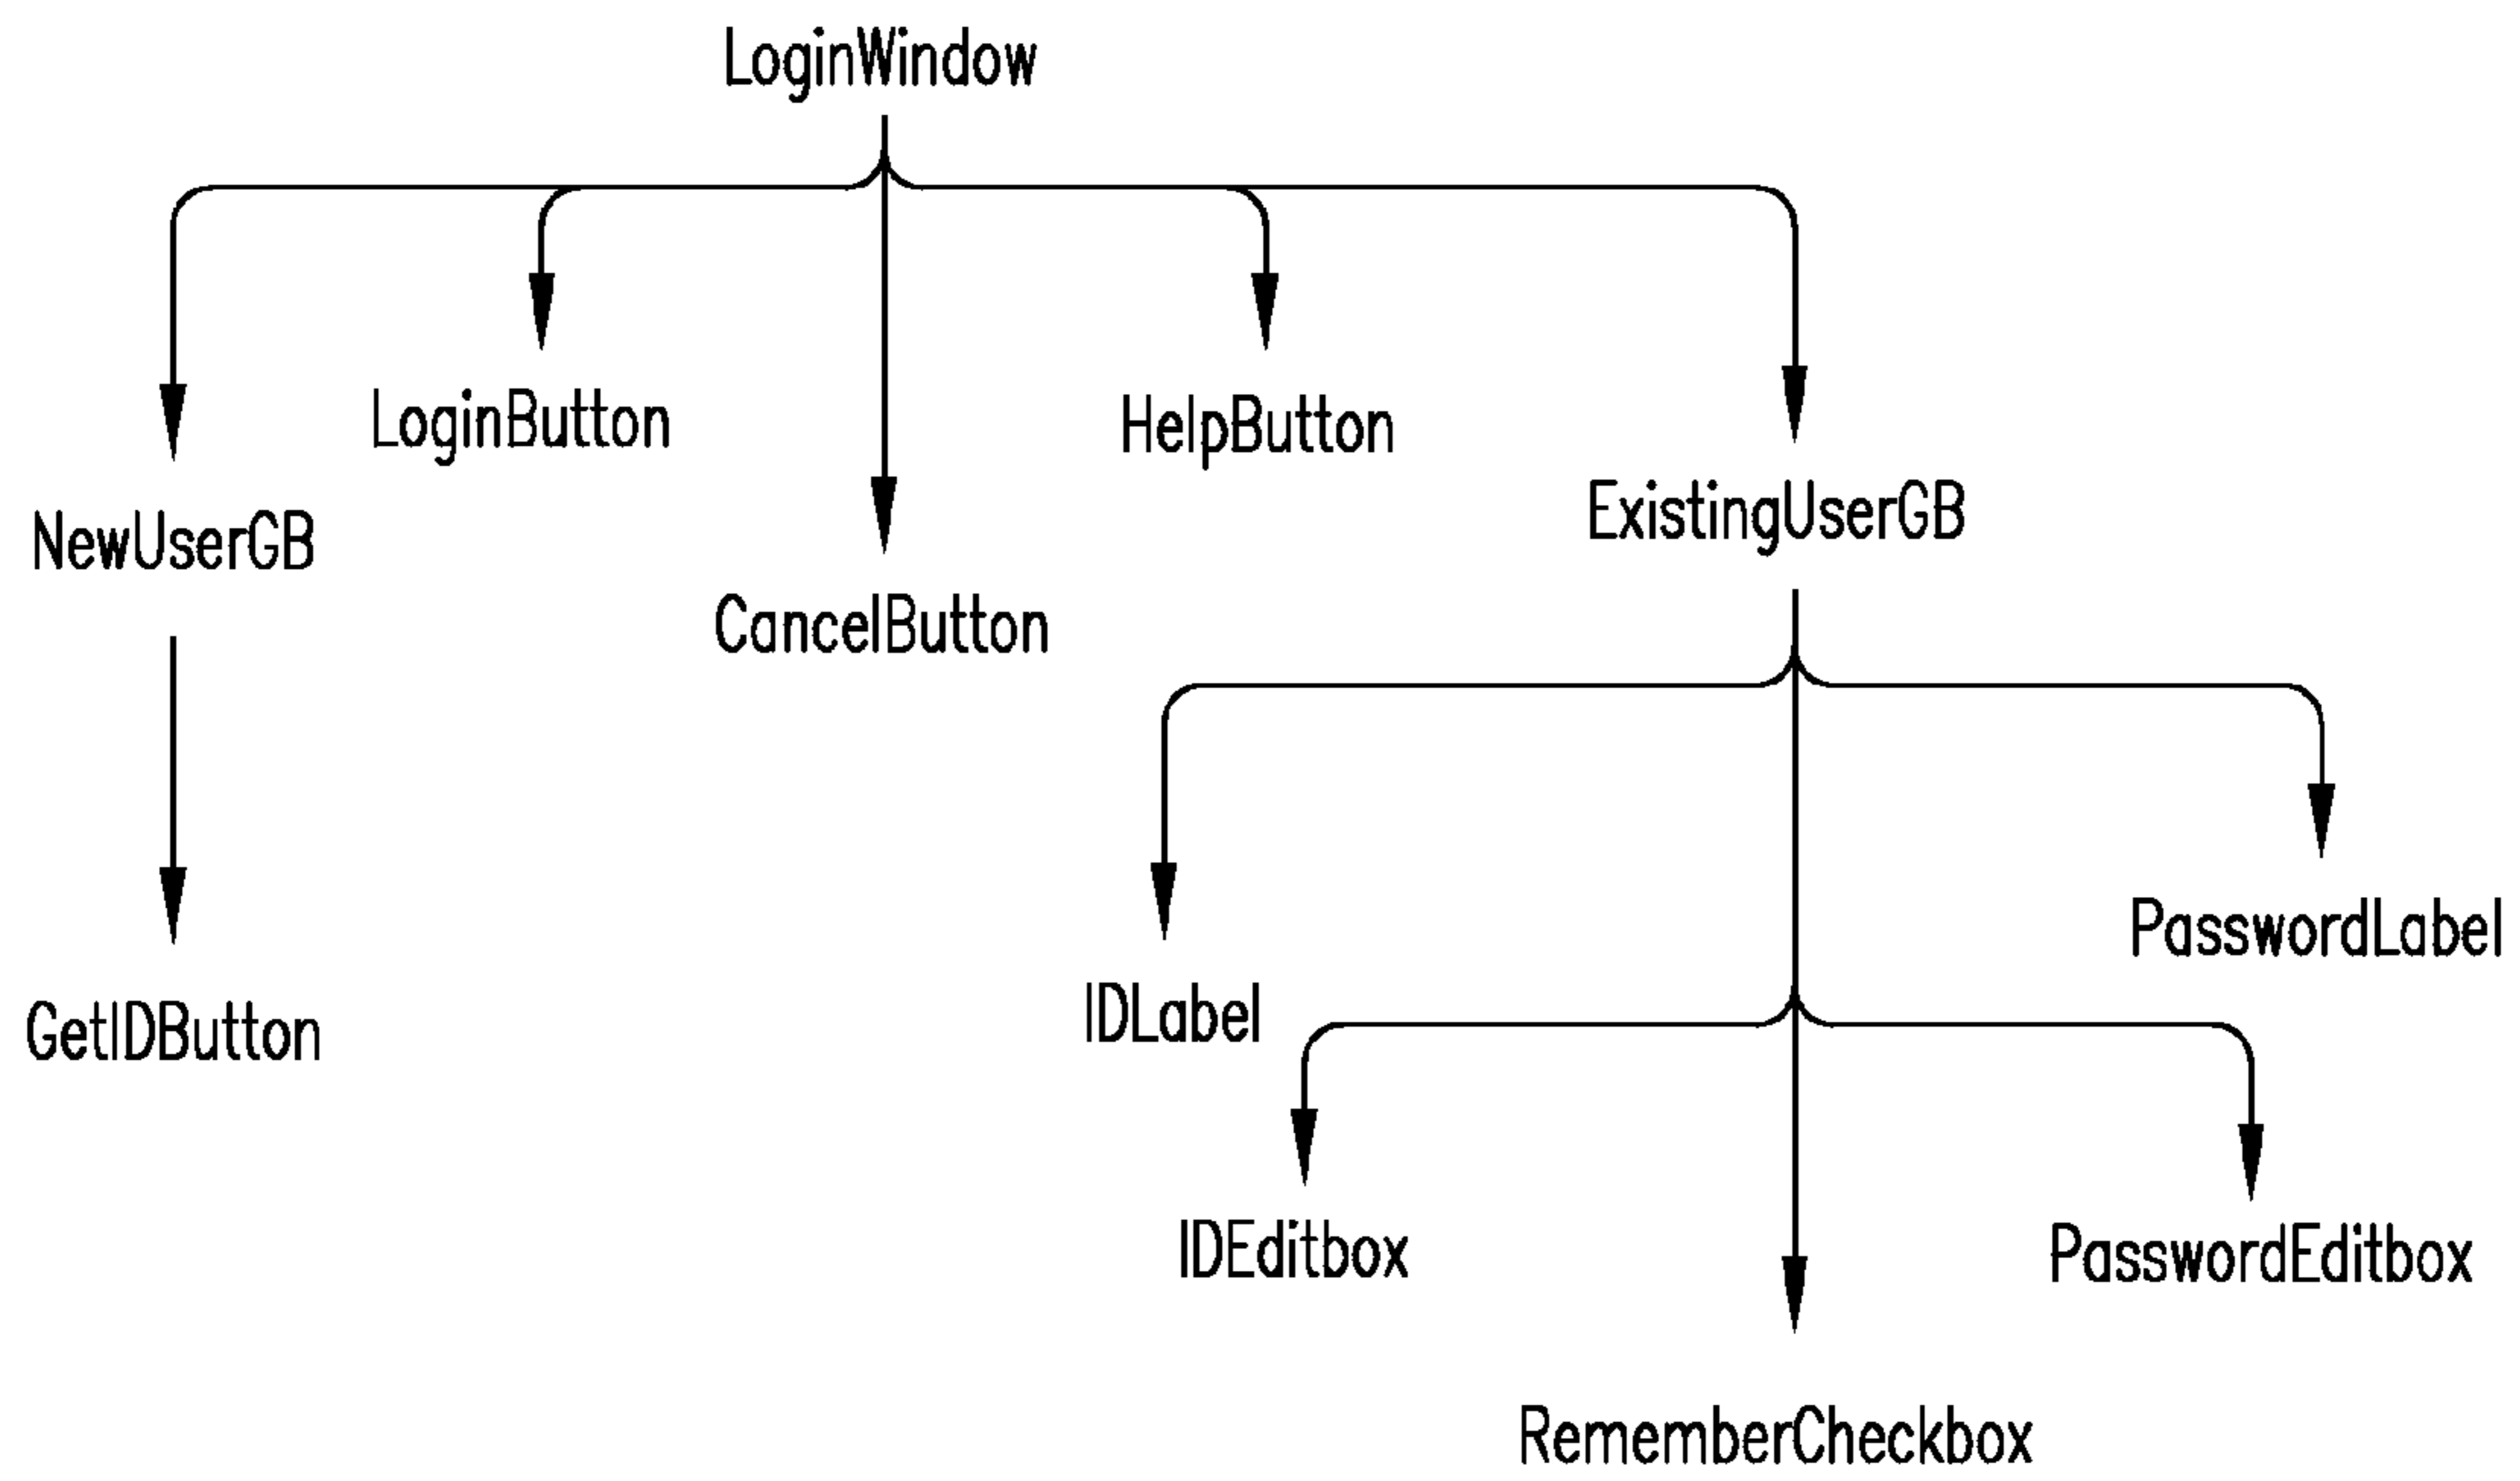 LoginWindow
LoginButton
HelpButton
NewUserGB
ExistingUserGB
CancelButton
PasswordLabel
IDLabel
GetIDButton
IDEditbox
PasswordEditbox
RememberCheckbox